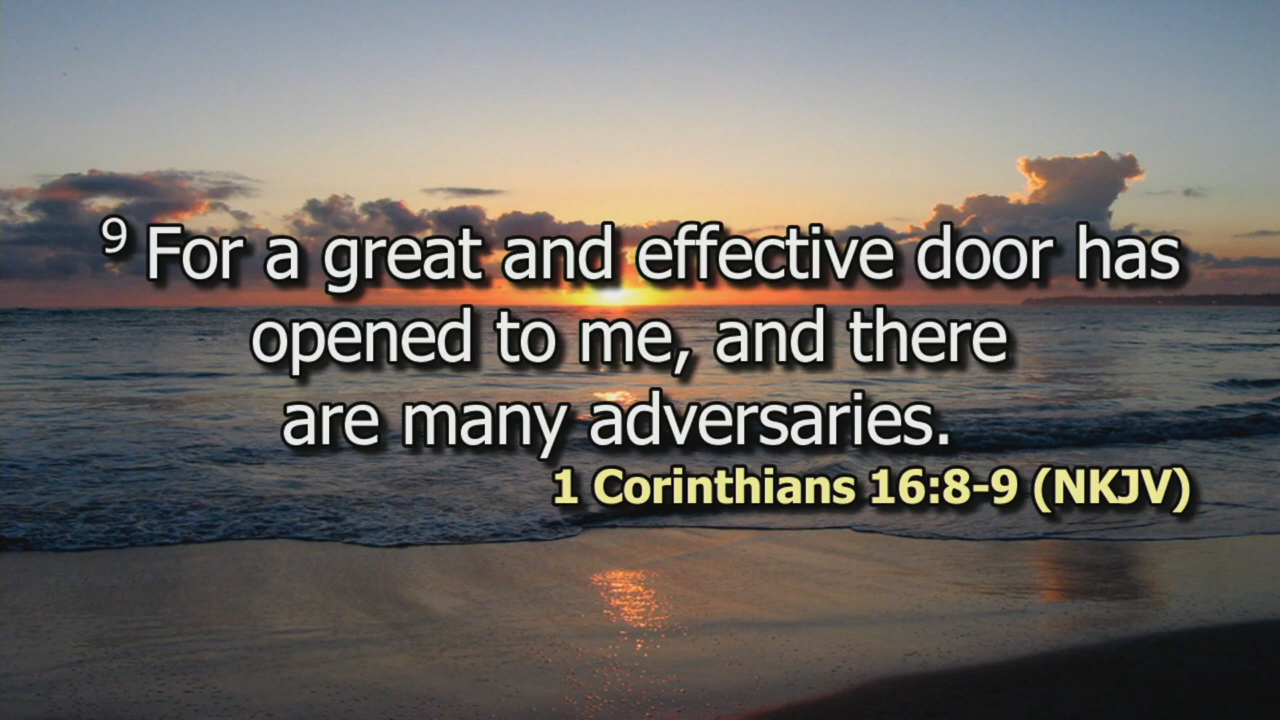 9 For a great and effective door has
opened to me, and there
are many adversaries.
1 Corinthians 16:8-9 (NKJV)